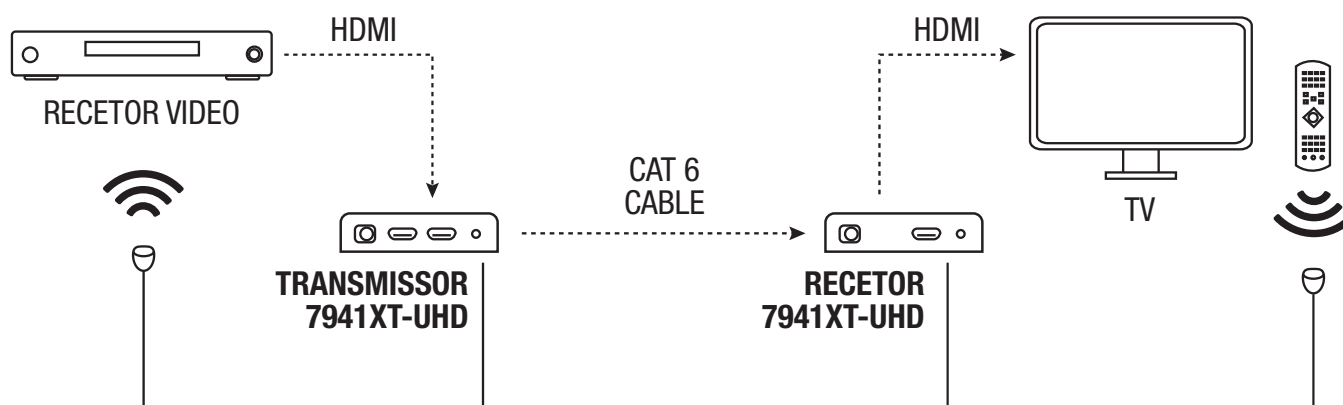 HDMI
HDMI
RECETOR VIDEO
CAT 6
CABLE
TV
TRANSMISSOR
7941XT-UHD
RECETOR
7941XT-UHD